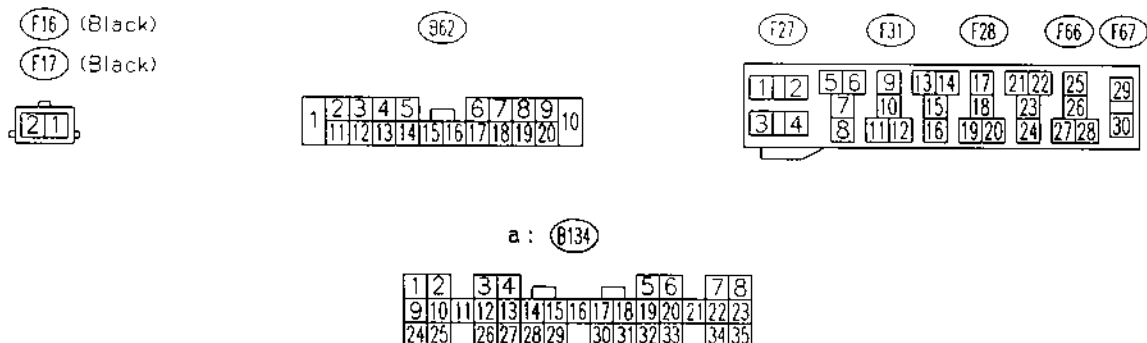 F16 (Black)
F17 (Black)
B62
F27 F31 F28 F66 F67
2 1
1 2 3 4 5 6 7 8 9 10
11 12 13 14 15 16 17 18 19 20
1 2 5 6 9 13 14 17 21 22 25 29
7 10 15 18 23 26
3 4 8 11 12 16 19 20 24 27 28 30
a: B134
1 2 3 4 5 6 7 8
9 10 11 12 13 14 15 16 17 18 19 20 21 22 23
24 25 26 27 28 29 30 31 32 33 34 35